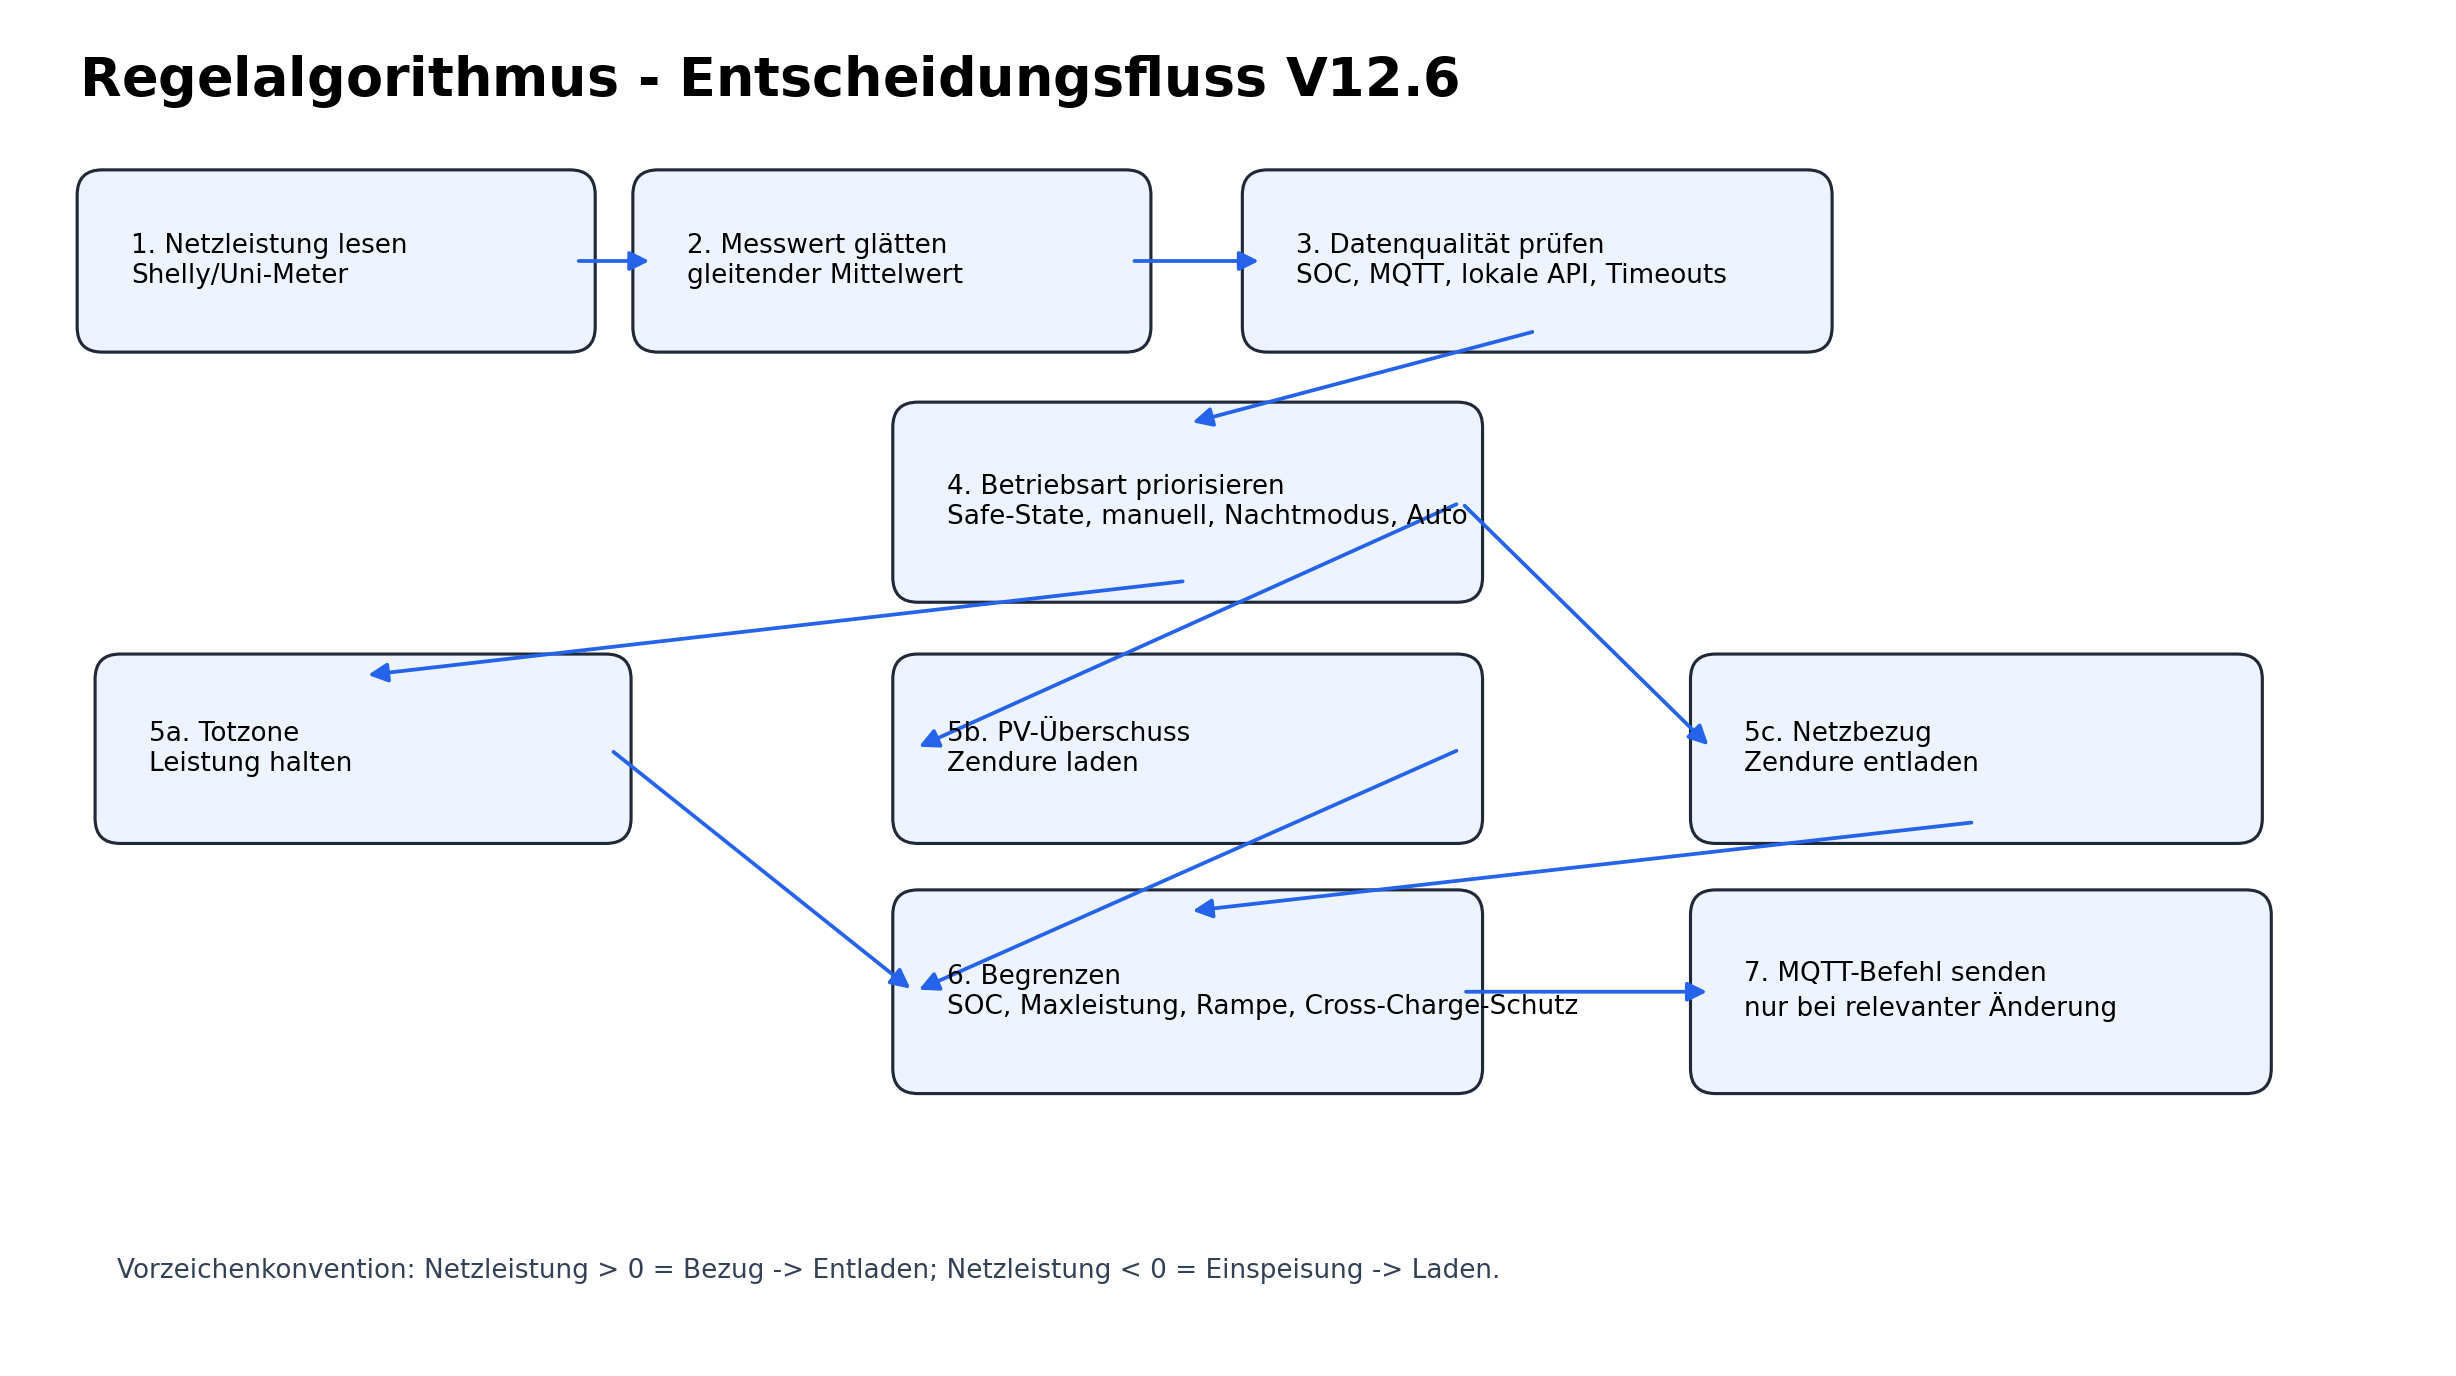 Regelalgorithmus - Entscheidungsfluss V12.6
1. Netzleistung lesen
Shelly/Uni-Meter
2. Messwert glätten
gleitender Mittelwert
3. Datenqualität prüfen
SOC, MQTT, lokale API, Timeouts
4. Betriebsart priorisieren
Safe-State, manuell, Nachtmodus, Auto
5a. Totzone
Leistung halten
5b. PV-Überschuss
Zendure laden
5c. Netzbezug
Zendure entladen
6. Begrenzen
SOC, Maxleistung, Rampe, Cross-Charge-Schutz
7. MQTT-Befehl senden
nur bei relevanter Änderung
Vorzeichenkonvention: Netzleistung > 0 = Bezug -> Entladen; Netzleistung < 0 = Einspeisung -> Laden.